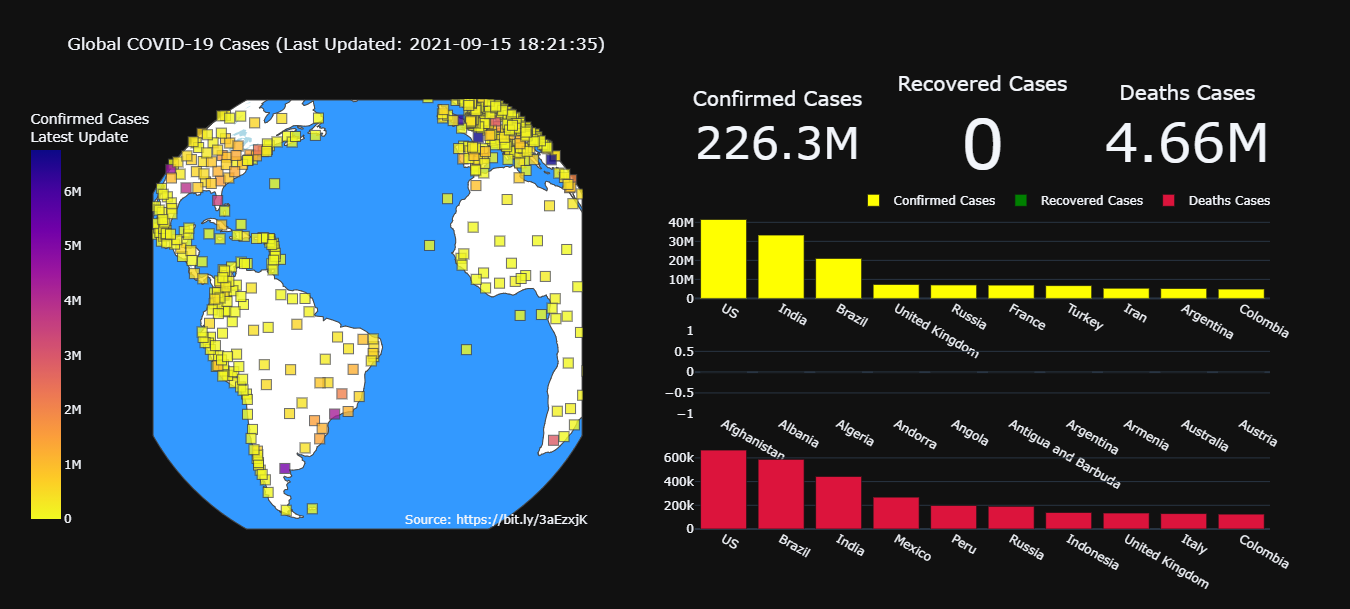 Global COVID-19 Cases (Last Updated: 2021-09-15 18:21:35)
Confirmed Cases
Latest Update
6M
5M
4M
3M
2M
1M
0
Source: https://bit.ly/3aEzxjK
Confirmed Cases
226.3M
Recovered Cases
0
Deaths Cases
4.66M
Confirmed Cases
Recovered Cases
Deaths Cases
40M
30M
20M
10M
0
US
India
Brazil
United Kingdom
Russia
France
Turkey
Iran
Argentina
Colombia
1
0.5
0
−0.5
−1
Afghanistan
Albania
Algeria
Andorra
Angola
Antigua and Barbuda
Argentina
Armenia
Australia
Austria
600k
400k
200k
0
US
Brazil
India
Mexico
Peru
Russia
Indonesia
United Kingdom
Italy
Colombia